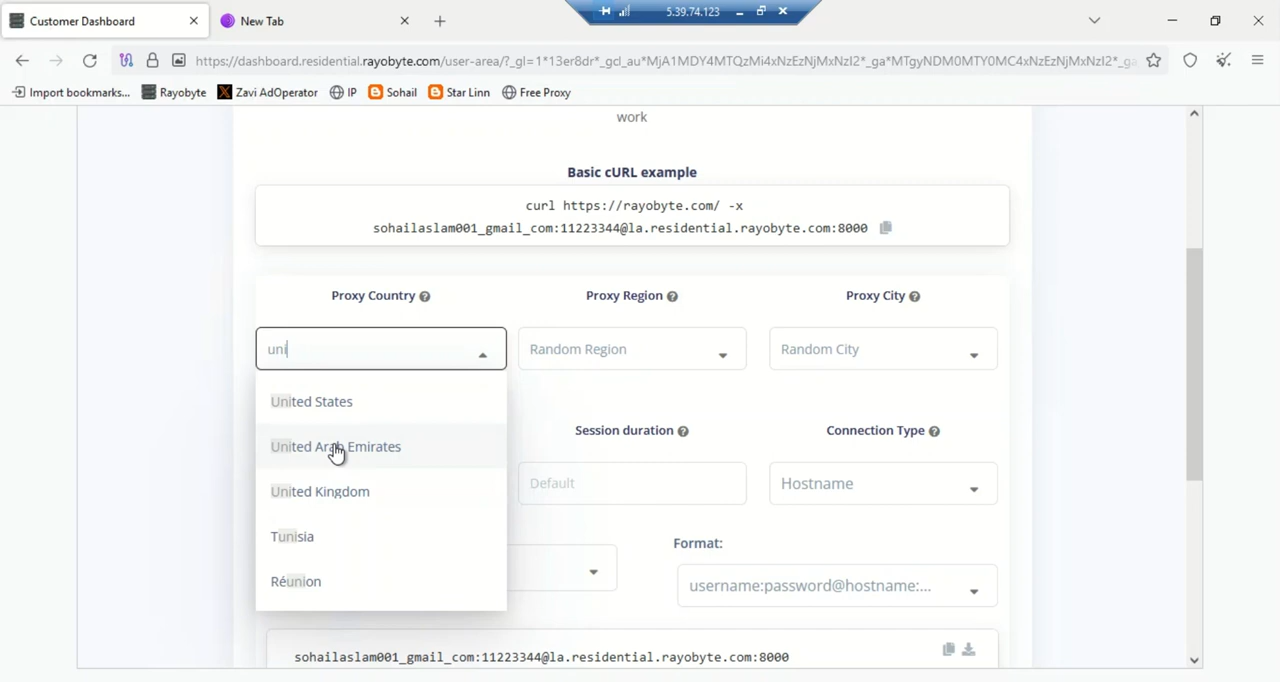 Customer Dashboard
New Tab
5.39.74.123
https://dashboard.residential.rayobyte.com/user-area/?_gl=1*13er8dr*_gcl_au*MjA1MDY4MTQzMi4xNzEzNjMxNzI2*_ga*MTgyNDM0MTY0MC4xNzEzNjMxNzI2*_ga
Import bookmarks...
Rayobyte
Zavi AdOperator
IP
Sohail
Star Linn
Free Proxy
work
Basic cURL example
curl https://rayobyte.com/ -x
sohailaslam001_gmail_com:11223344@la.residential.rayobyte.com:8000
Proxy Country
Proxy Region
Proxy City
uni
Random Region
Random City
United States
United Arab Emirates
United Kingdom
Tunisia
Réunion
Session duration
Connection Type
Default
Hostname
Format:
username:password@hostname:...
sohailaslam001_gmail_com:11223344@la.residential.rayobyte.com:8000